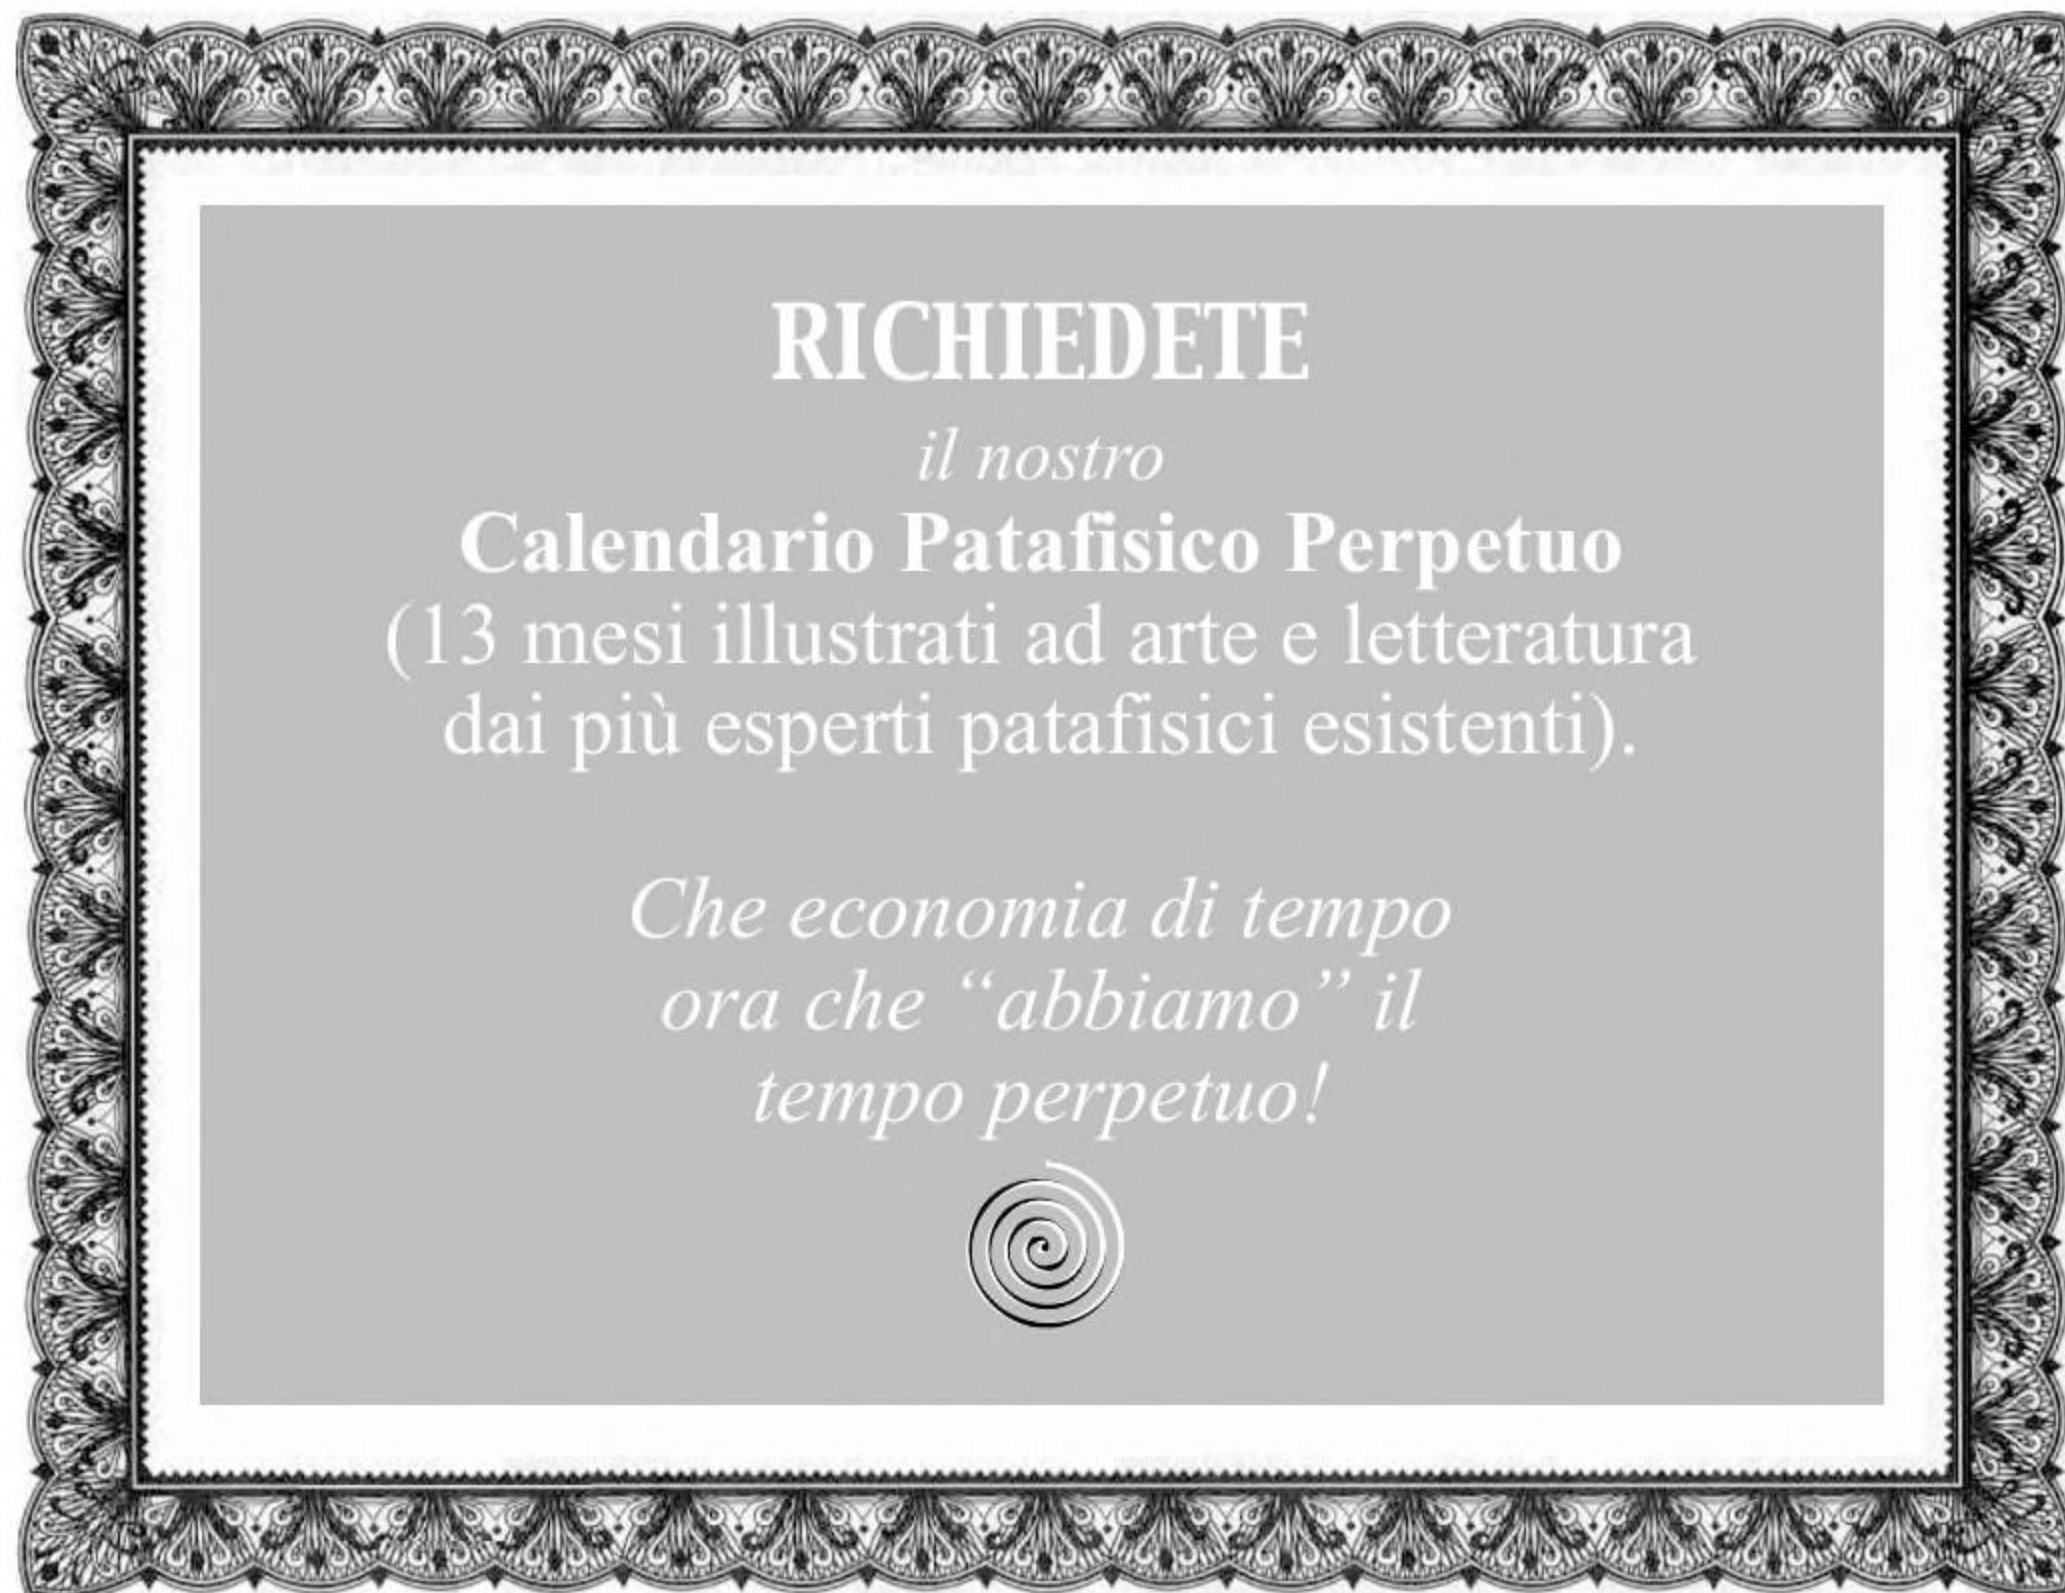 RICHIEDETE
il nostro
Calendario Patafisico Perpetuo
(13 mesi illustrati ad arte e letteratura
dai più esperti patafisici esistenti).
Che economia di tempo
ora che “abbiamo” il
tempo perpetuo!